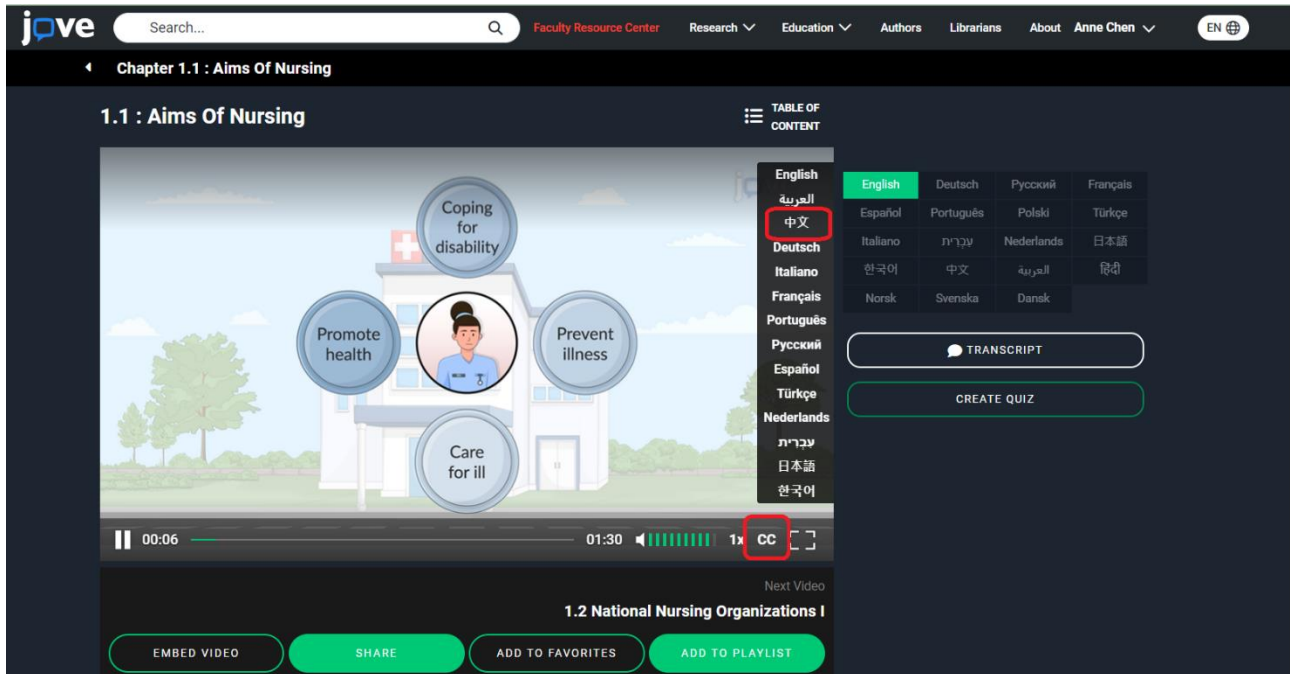 jove
Search...
Faculty Resource Center
Research
Education
Authors
Librarians
About
Anne Chen
EN
Chapter 1.1 : Aims Of Nursing
1.1 : Aims Of Nursing
TABLE OF
CONTENT
Coping
for
disability
Promote
health
Prevent
illness
Care
for ill
English
العربية
中文
Deutsch
Italiano
Français
Português
Русский
Español
Türkçe
Nederlands
עִבְרִית
日本語
한국어
00:06
01:30
1x
CC
English Deutsch Русский Français
Español Português Polski Türkçe
Italiano עִבְרִית Nederlands 日本語
한국어 中文 العربية हिंदी
Norsk Svenska Dansk
TRANSCRIPT
CREATE QUIZ
Next Video
1.2 National Nursing Organizations I
EMBED VIDEO
SHARE
ADD TO FAVORITES
ADD TO PLAYLIST